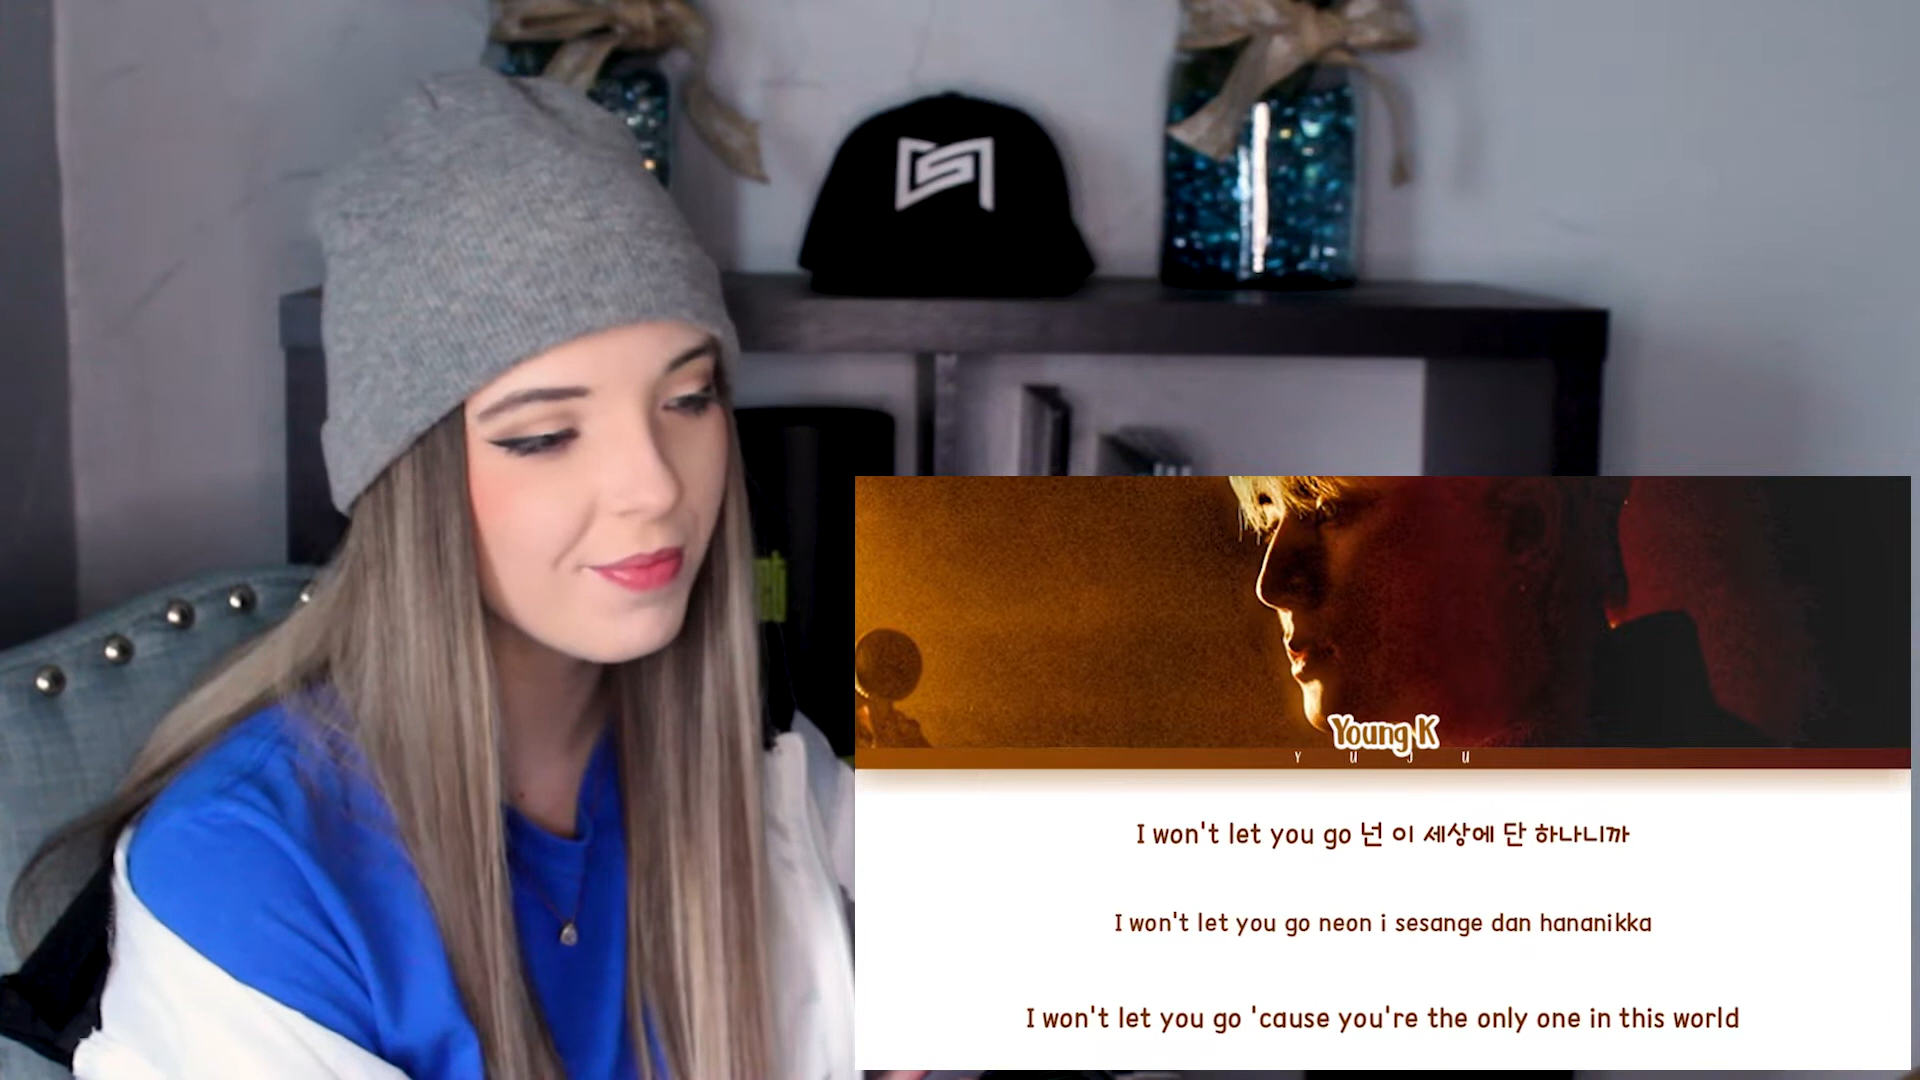 Young K
Y U J U
I won't let you go 넌 이 세상에 단 하나니까
I won't let you go neon i sesange dan hananikka
I won't let you go 'cause you're the only one in this world